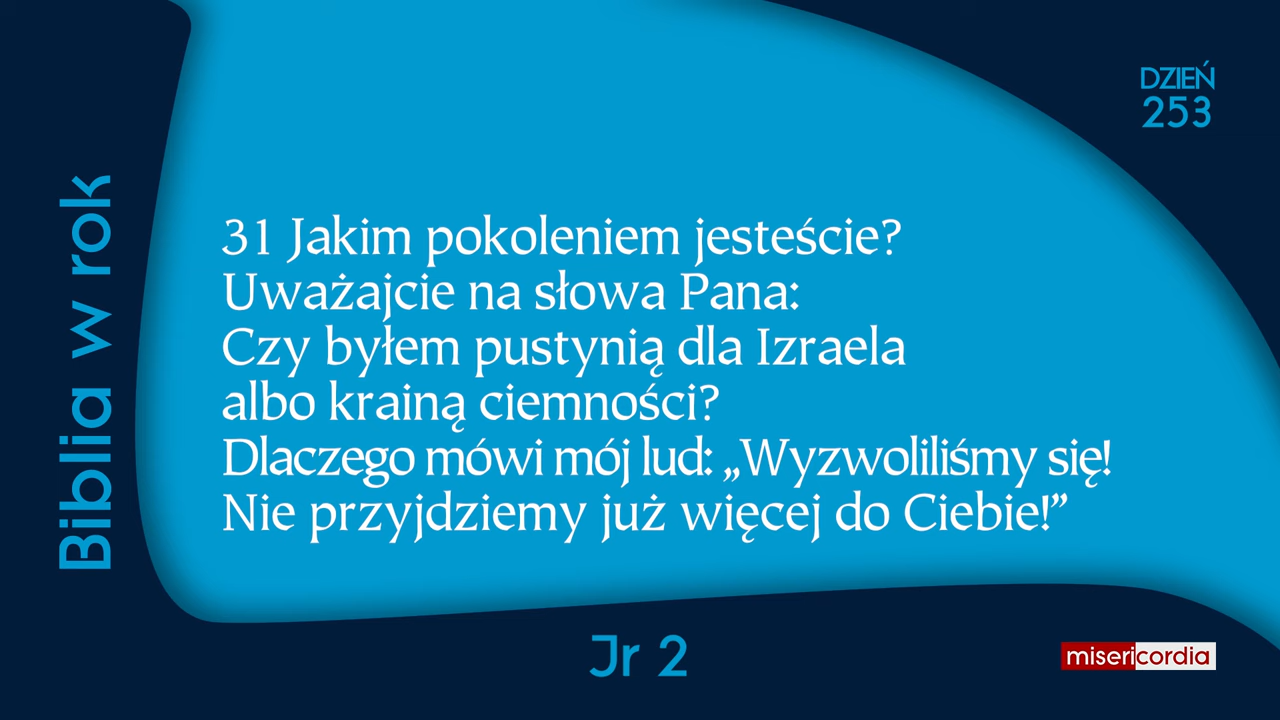 DZIEŃ
253
Biblia w rok
31 Jakim pokoleniem jesteście?
Uważajcie na słowa Pana:
Czy byłem pustynią dla Izraela
albo krainą ciemności?
Dlaczego mówi mój lud: „Wyzwoliliśmy się!
Nie przyjdziemy już więcej do Ciebie!”
Jr 2
misericordia